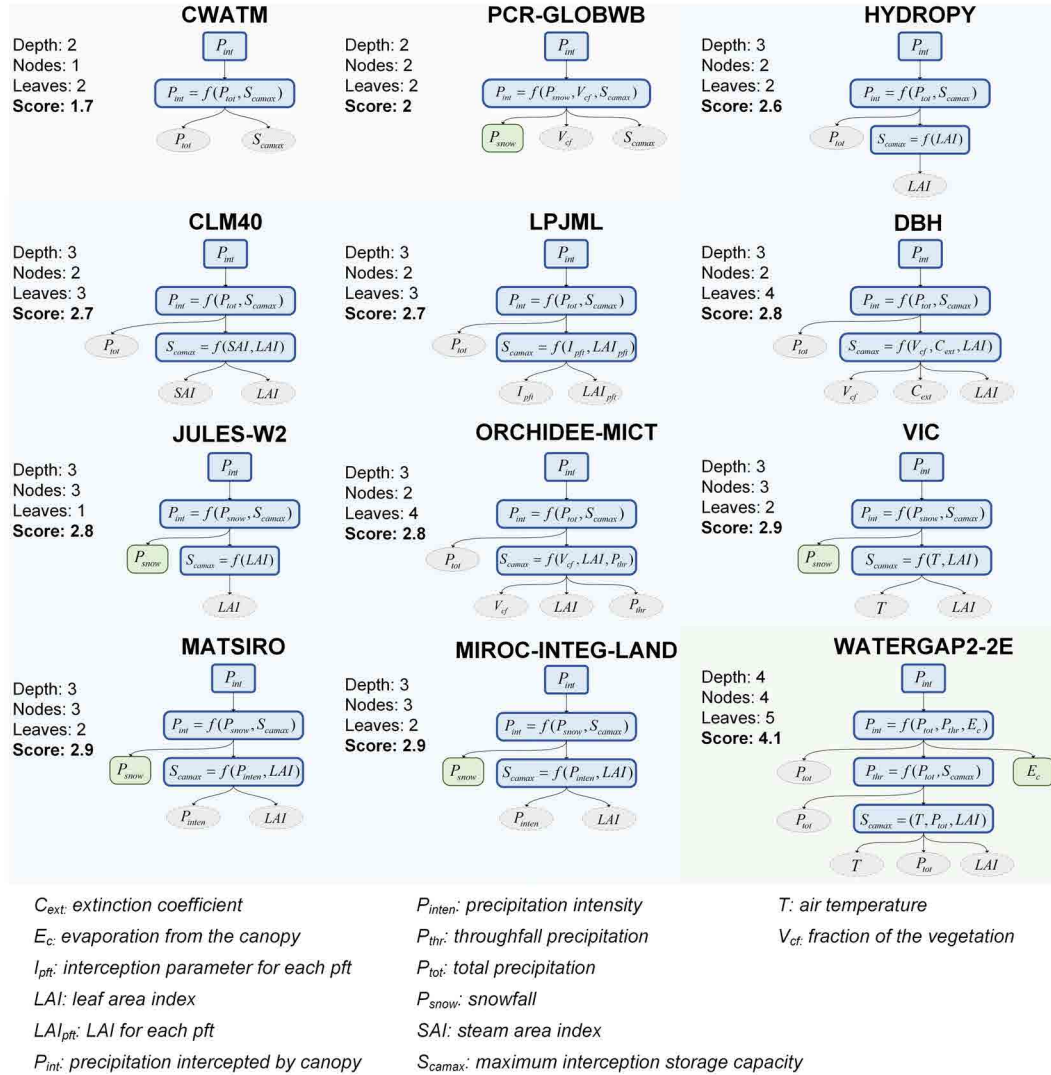 CWATM
Depth: 2
Nodes: 1
Leaves: 2
Score: 1.7
P_int
P_int = f(P_tot, S_camax)
P_tot
S_camax
PCR-GLOBWB
Depth: 2
Nodes: 2
Leaves: 2
Score: 2
P_int
P_int = f(P_snow, V_cf, S_camax)
P_snow
V_cf
S_camax
HYDROPY
Depth: 3
Nodes: 2
Leaves: 2
Score: 2.6
P_int
P_int = f(P_tot, S_camax)
P_tot
S_camax = f(LAI)
LAI
CLM40
Depth: 3
Nodes: 2
Leaves: 3
Score: 2.7
P_int
P_int = f(P_tot, S_camax)
P_tot
S_camax = f(SAI, LAI)
SAI
LAI
LPJML
Depth: 3
Nodes: 2
Leaves: 3
Score: 2.7
P_int
P_int = f(P_tot, S_camax)
P_tot
S_camax = f(I_pft, LAI_pft)
I_pft
LAI_pft
DBH
Depth: 3
Nodes: 2
Leaves: 4
Score: 2.8
P_int
P_int = f(P_tot, S_camax)
P_tot
S_camax = f(V_cf, C_ext, LAI)
V_cf
C_ext
LAI
JULES-W2
Depth: 3
Nodes: 3
Leaves: 1
Score: 2.8
P_int
P_int = f(P_snow, S_camax)
P_snow
S_camax = f(LAI)
LAI
ORCHIDEE-MICT
Depth: 3
Nodes: 2
Leaves: 4
Score: 2.8
P_int
P_int = f(P_tot, S_camax)
P_tot
S_camax = f(V_cf, LAI, P_thr)
V_cf
LAI
P_thr
VIC
Depth: 3
Nodes: 3
Leaves: 2
Score: 2.9
P_int
P_int = f(P_snow, S_camax)
P_snow
S_camax = f(T, LAI)
T
LAI
MATSIRO
Depth: 3
Nodes: 3
Leaves: 2
Score: 2.9
P_int
P_int = f(P_snow, S_camax)
P_snow
S_camax = f(P_inten, LAI)
P_inten
LAI
MIROC-INTEG-LAND
Depth: 3
Nodes: 3
Leaves: 2
Score: 2.9
P_int
P_int = f(P_snow, S_camax)
P_snow
S_camax = f(P_inten, LAI)
P_inten
LAI
WATERGAP2-2E
Depth: 4
Nodes: 4
Leaves: 5
Score: 4.1
P_int
P_int = f(P_tot, P_thr, E_c)
P_tot
P_thr = f(P_tot, S_camax)
E_c
P_tot
S_camax = (T, P_tot, LAI)
T
P_tot
LAI
C_ext: extinction coefficient
E_c: evaporation from the canopy
I_pft: interception parameter for each pft
LAI: leaf area index
LAI_pft: LAI for each pft
P_int: precipitation intercepted by canopy
P_inten: precipitation intensity
P_thr: throughfall precipitation
P_tot: total precipitation
P_snow: snowfall
SAI: steam area index
S_camax: maximum interception storage capacity
T: air temperature
V_cf: fraction of the vegetation